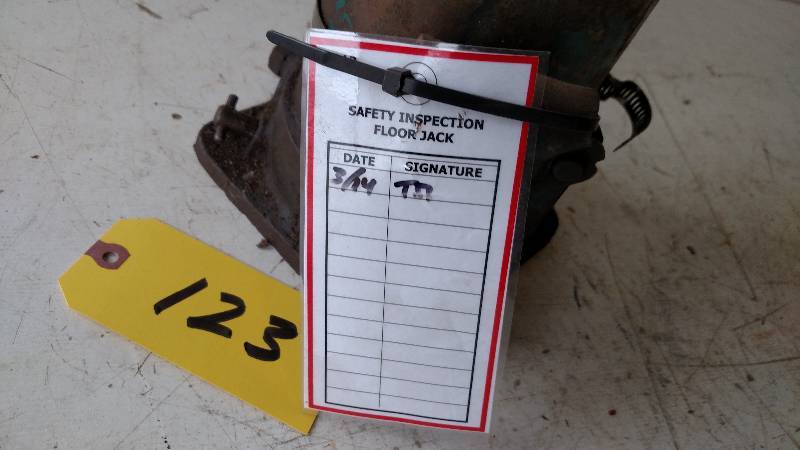 SAFETY INSPECTION
FLOOR JACK
DATE SIGNATURE
3/14
123